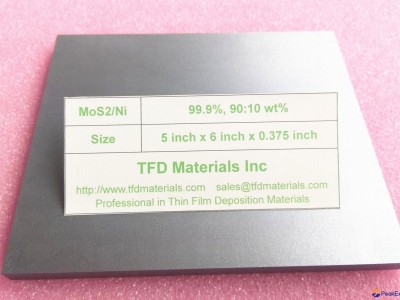 MoS2/Ni 99.9%, 90:10 wt%
Size 5 inch x 6 inch x 0.375 inch
TFD Materials Inc
http://www.tfdmaterials.com sales@tfdmaterials.com
Professional in Thin Film Deposition Materials